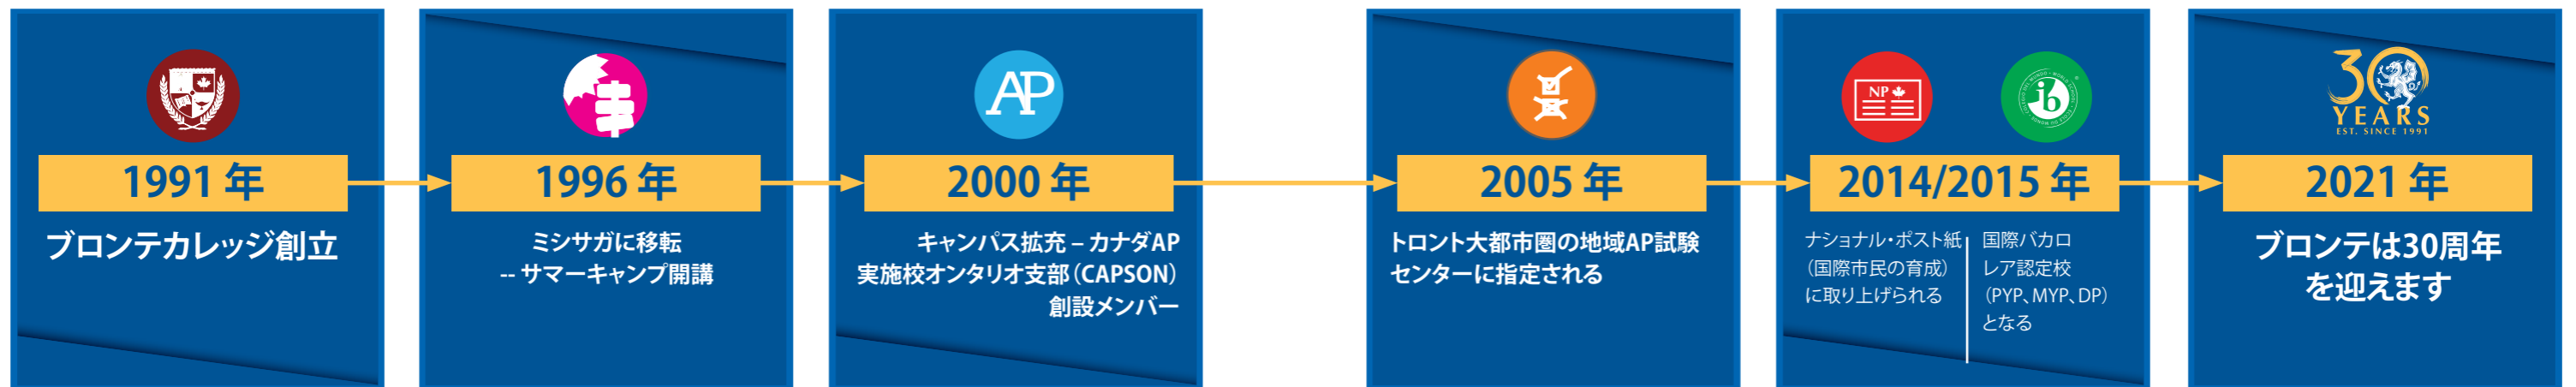 1991 年
ブロンテカレッジ創立
1996 年
ミシサガに移転
-- サマーキャンプ開講
AP
2000 年
キャンパス拡充 – カナダAP
実施校オンタリオ支部（CAPSON）
創設メンバー
2005 年
トロント大都市圏の地域AP試験
センターに指定される
NP
ib
2014/2015 年
ナショナル・ポスト紙
（国際市民の育成）
に取り上げられる
国際バカロ
レア認定校
（PYP、MYP、DP）
となる
30
YEARS
EST. SINCE 1991
2021 年
ブロンテは30周年
を迎えます